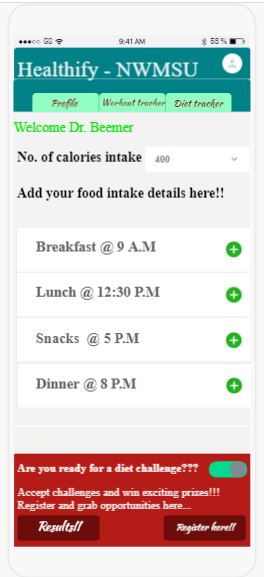 GS 9:41 AM 58%
Healthify - NWMSU
Profile Workout tracker Diet tracker
Welcome Dr. Beemer
No. of calories intake 400
Add your food intake details here!!
Breakfast @ 9 A.M
Lunch @ 12:30 P.M
Snacks @ 5 P.M
Dinner @ 8 P.M
Are you ready for a diet challenge???
Accept challenges and win exciting prizes!!!
Register and grab opportunities here...
Results!! Register here!!